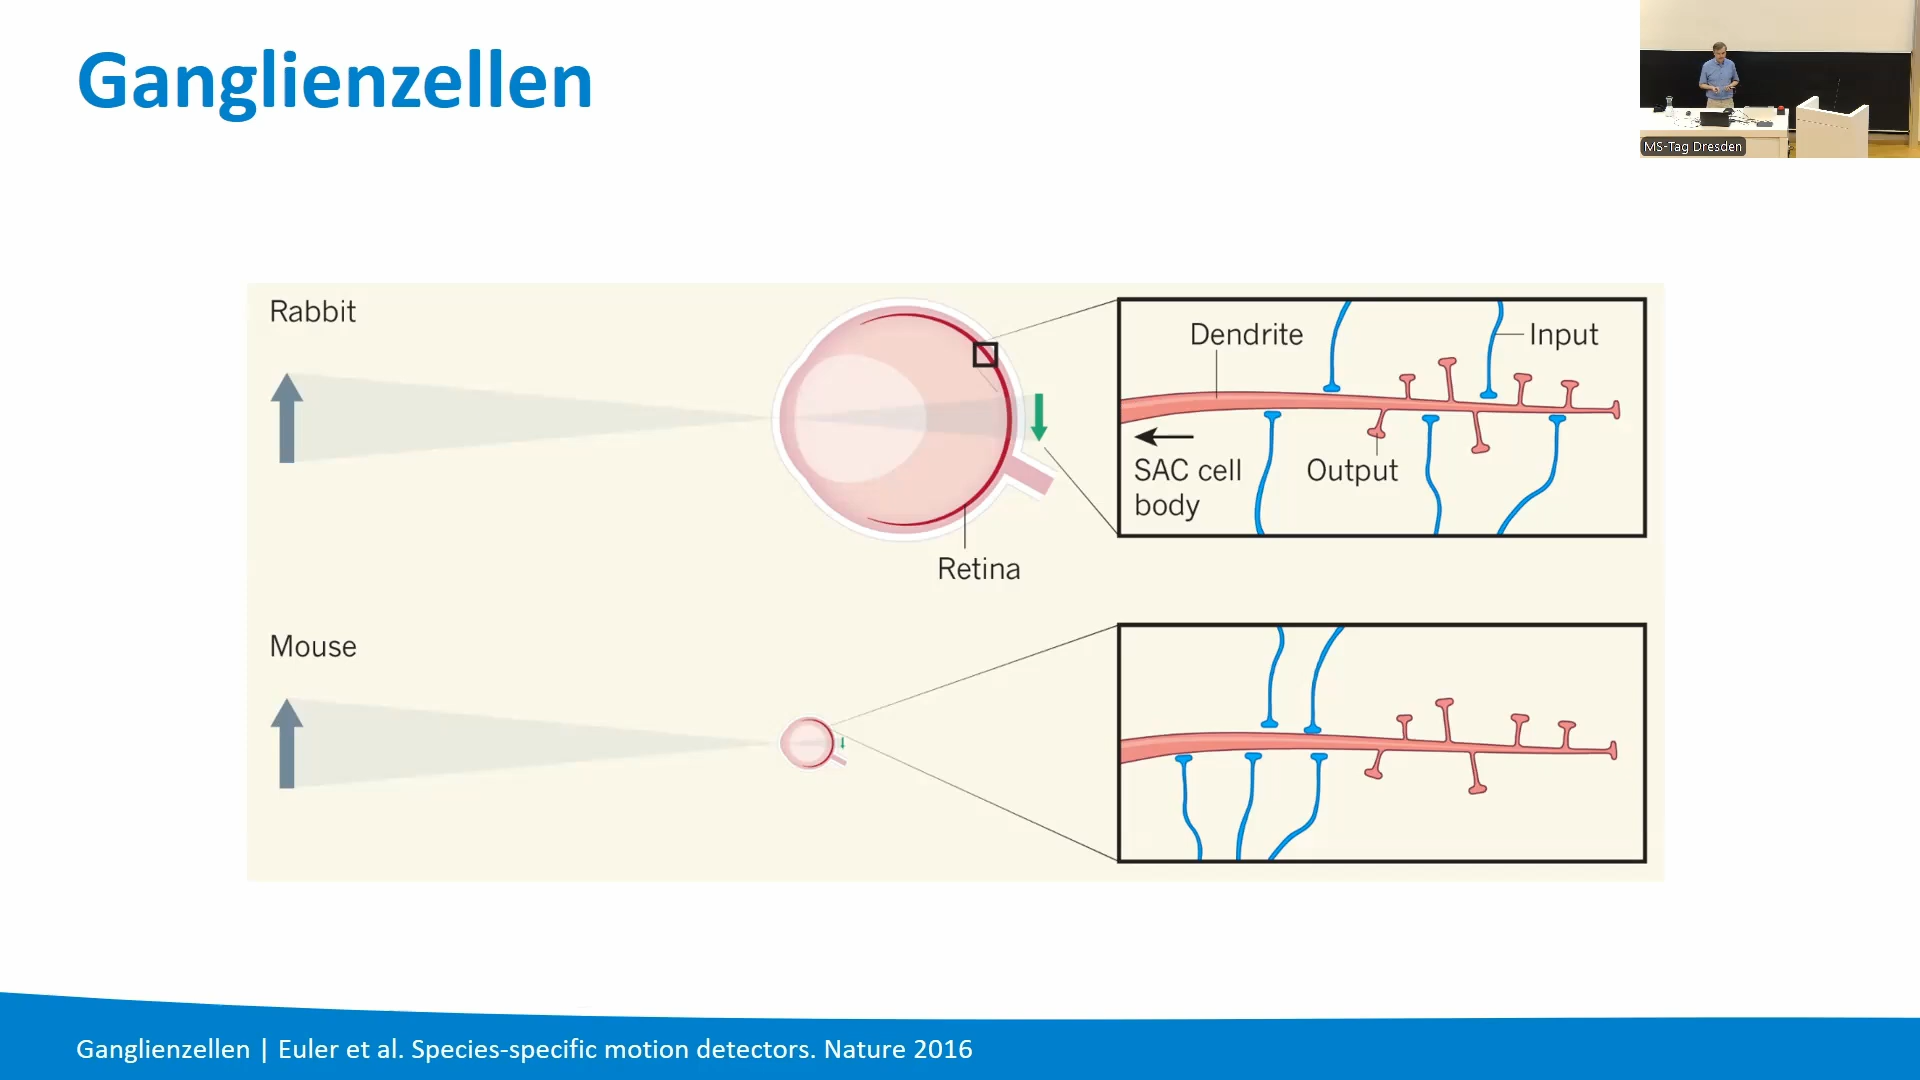 Ganglienzellen
MS-Tag Dresden
Rabbit
Dendrite
Input
SAC cell
body
Output
Retina
Mouse
Ganglienzellen | Euler et al. Species-specific motion detectors. Nature 2016